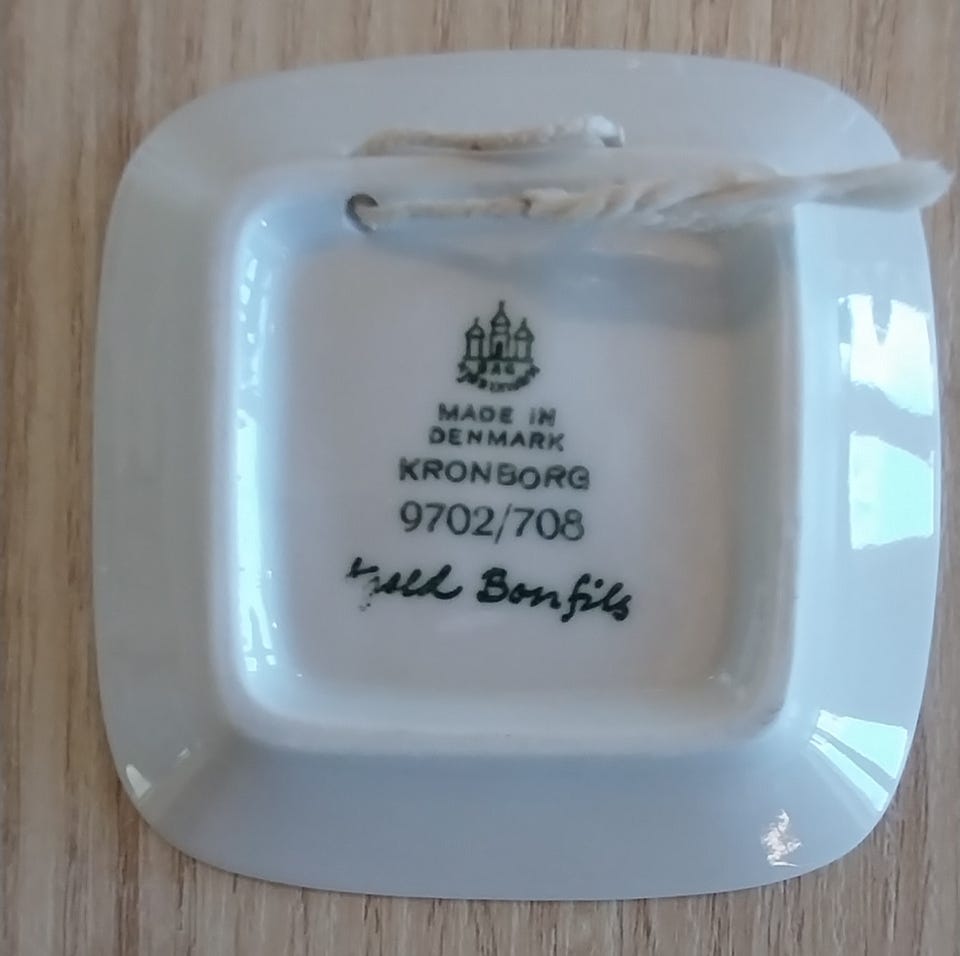 B & G
MADE IN
DENMARK
KRONBORG
9702/708
Bonfils